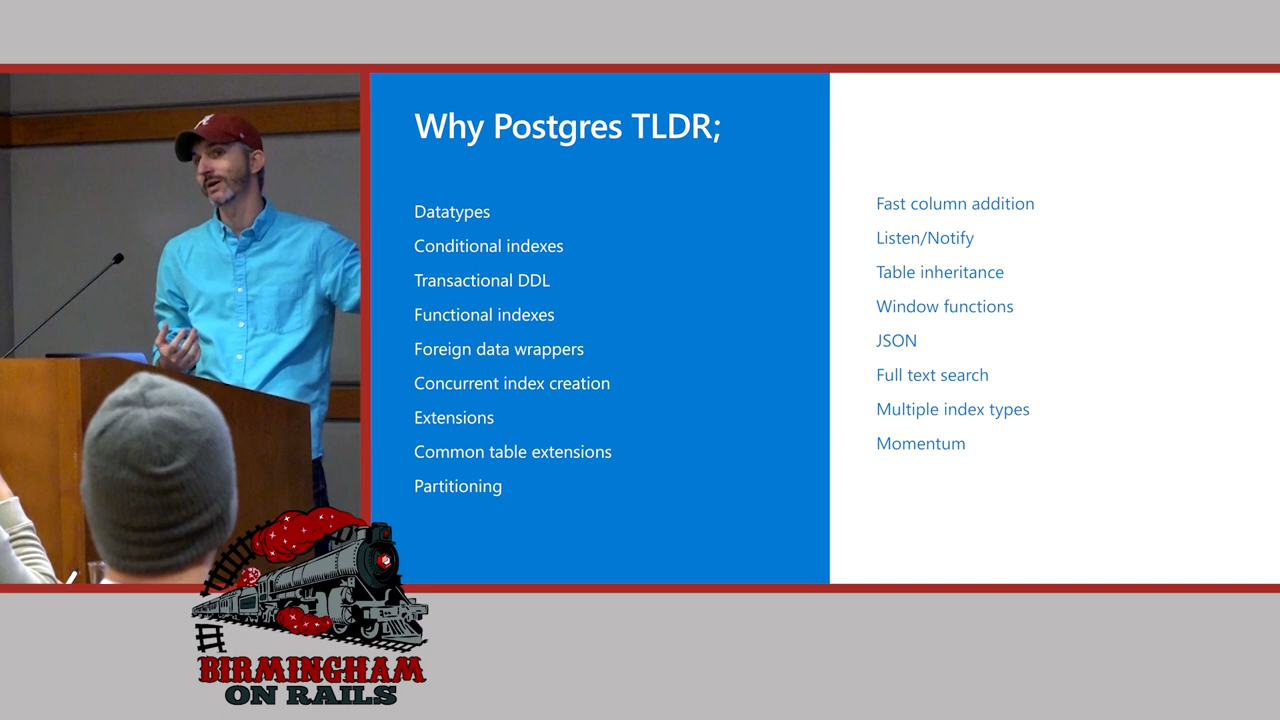 Why Postgres TLDR;
Datatypes
Conditional indexes
Transactional DDL
Functional indexes
Foreign data wrappers
Concurrent index creation
Extensions
Common table extensions
Partitioning
Fast column addition
Listen/Notify
Table inheritance
Window functions
JSON
Full text search
Multiple index types
Momentum
BIRMINGHAM
ON RAILS